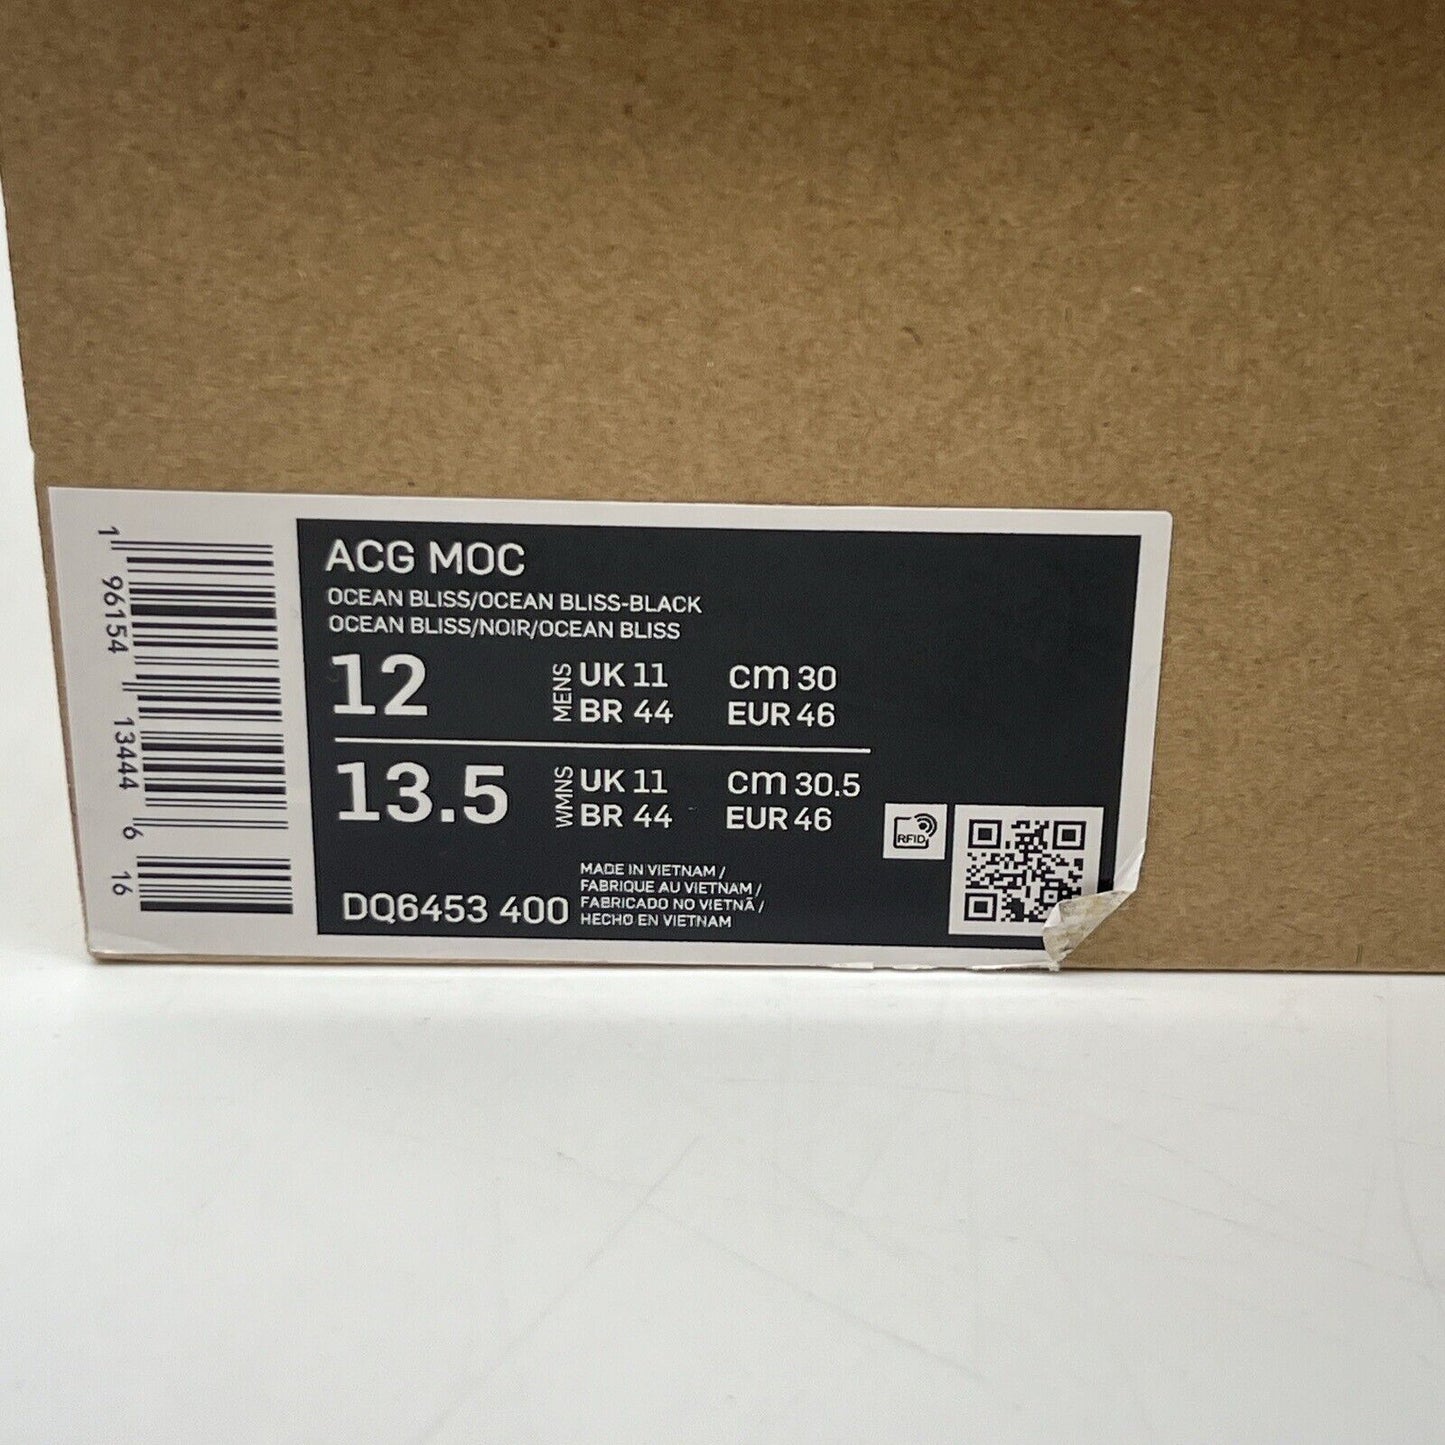 ACG MOC
OCEAN BLISS/OCEAN BLISS-BLACK
OCEAN BLISS/NOIR/OCEAN BLISS
12 MENS UK 11 cm 30
BR 44 EUR 46
13.5 WMNS UK 11 cm 30.5
BR 44 EUR 46
DQ6453 400
MADE IN VIETNAM /
FABRIQUE AU VIETNAM /
FABRICADO NO VIETNÃ /
HECHO EN VIETNAM
RFID
1 96154 13444 6 16